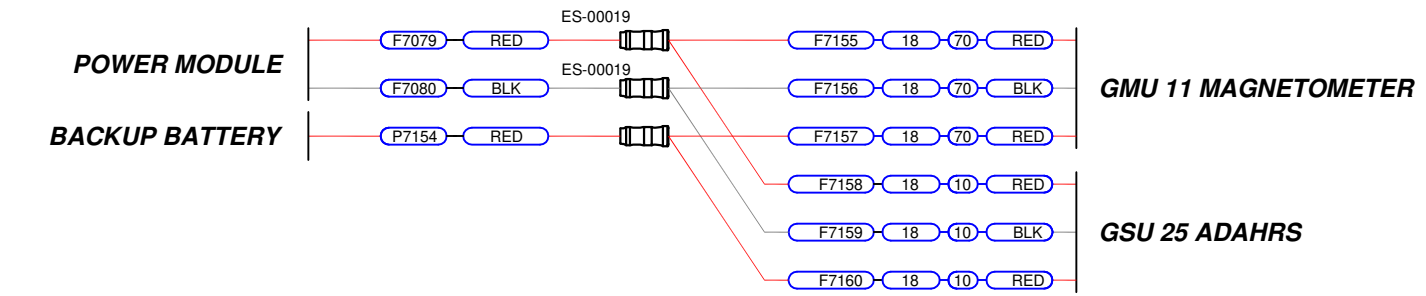 ES-00019
F7079 RED F7155 18 70 RED
POWER MODULE
ES-00019
F7080 BLK F7156 18 70 BLK
GMU 11 MAGNETOMETER
BACKUP BATTERY P7154 RED F7157 18 70 RED
F7158 18 10 RED
F7159 18 10 BLK GSU 25 ADAHRS
F7160 18 10 RED